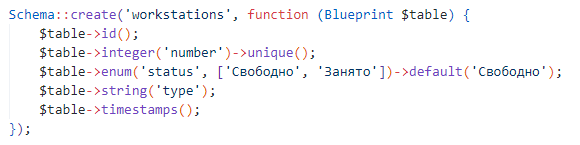 Schema::create('workstations', function (Blueprint $table) {
    $table->id();
    $table->integer('number')->unique();
    $table->enum('status', ['Свободно', 'Занято'])->default('Свободно');
    $table->string('type');
    $table->timestamps();
});